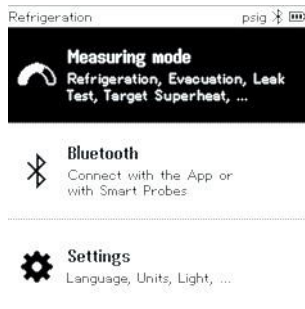 Refrigeration psig
Measuring mode
Refrigeration, Evacuation, Leak
Test, Target Superheat, ...
Bluetooth
Connect with the App or
with Smart Probes
Settings
Language, Units, Light, ...